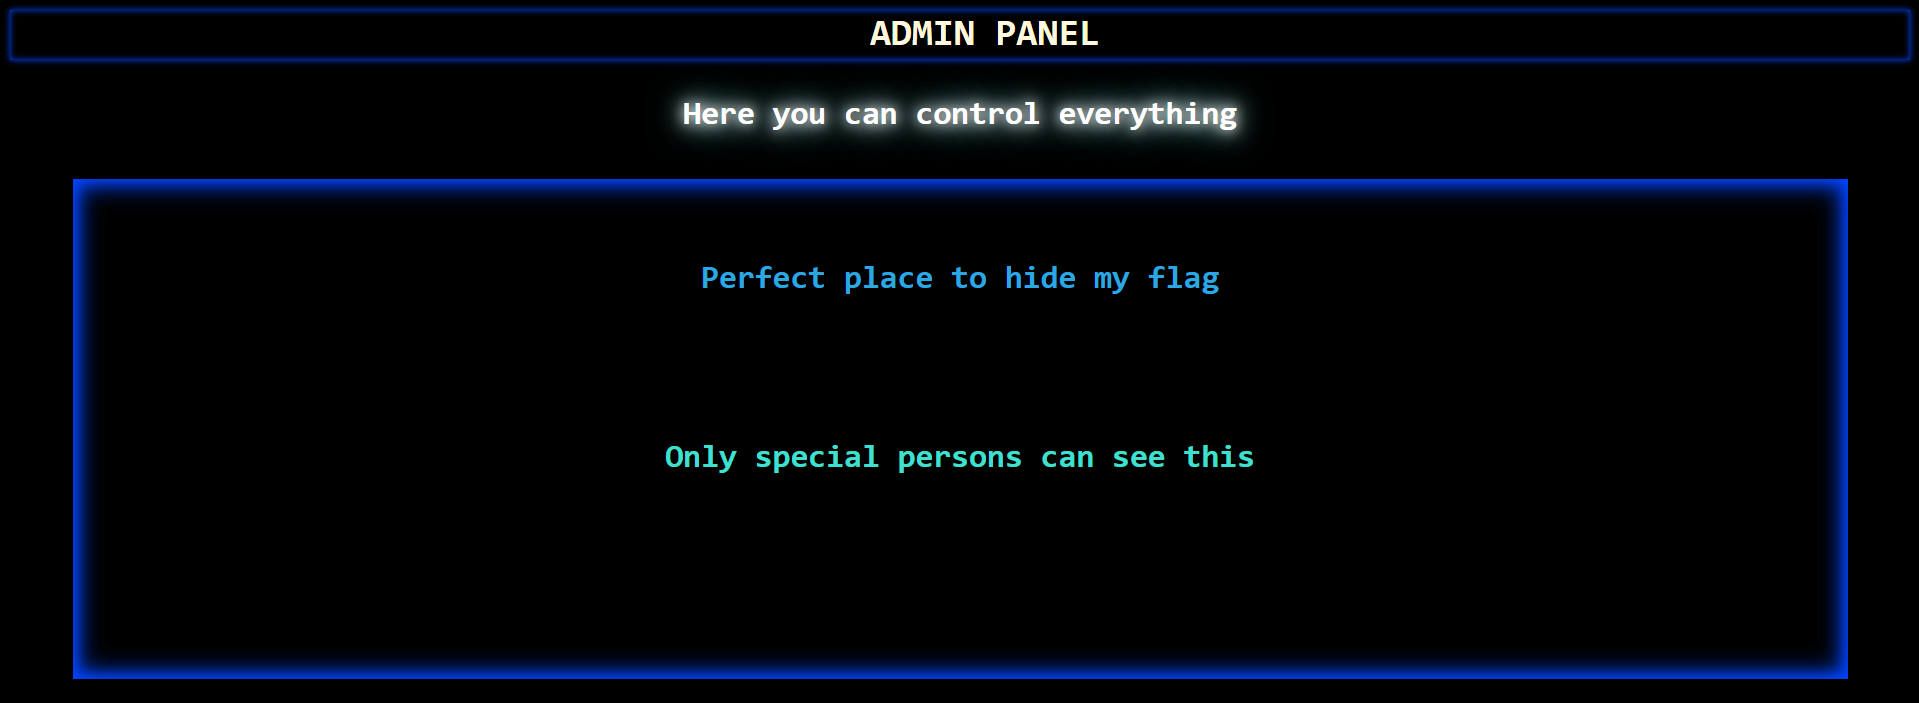 ADMIN PANEL
Here you can control everything
Perfect place to hide my flag
Only special persons can see this